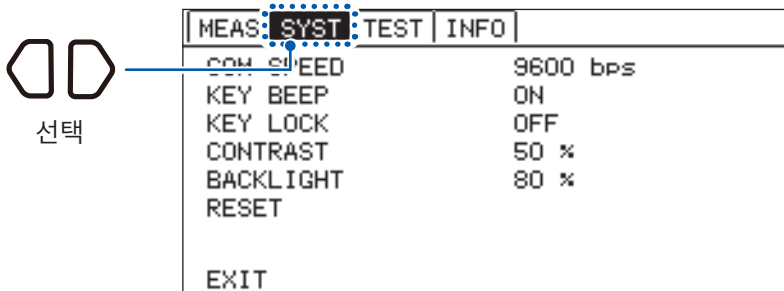 MEAS SYST TEST INFO
COM SPEED 9600 bps
KEY BEEP ON
KEY LOCK OFF
CONTRAST 50 %
BACKLIGHT 80 %
RESET
EXIT
선택